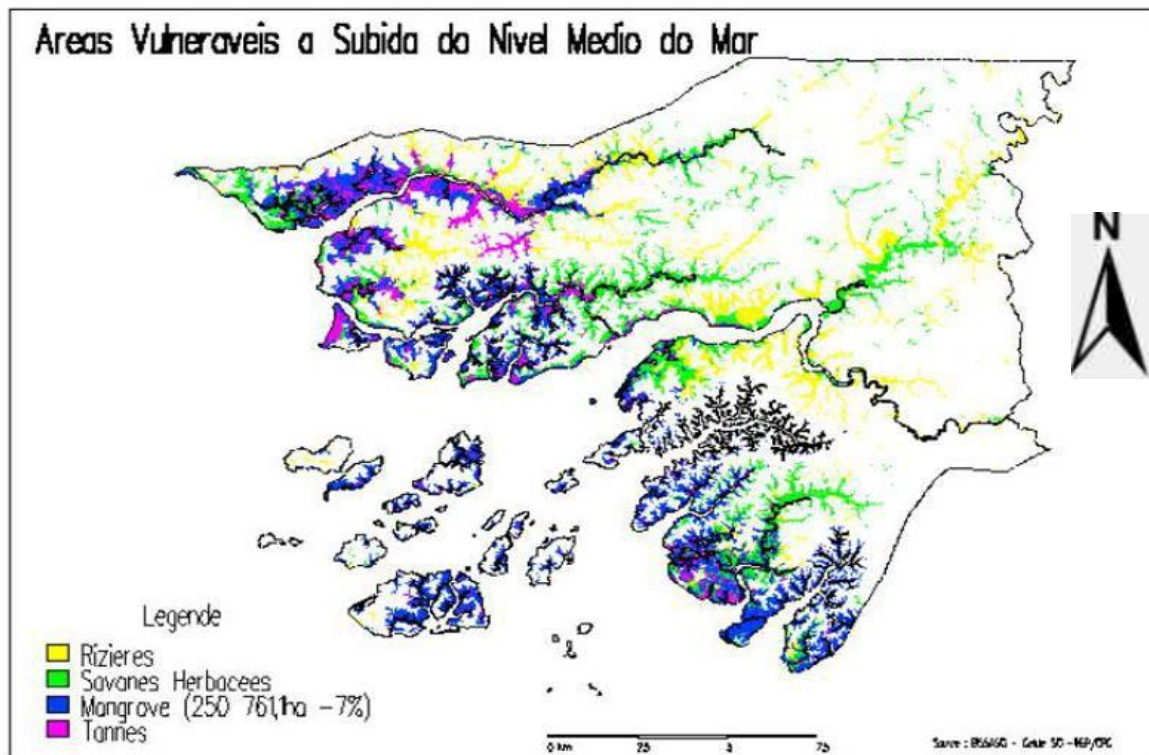 Areas Vulneraveis a Subida do Nivel Medio do Mar
N
Legende
Rizieres
Savanes Herbacees
Mangrove (250 761,1ha -7%)
Tannes
0 km 25 5 75